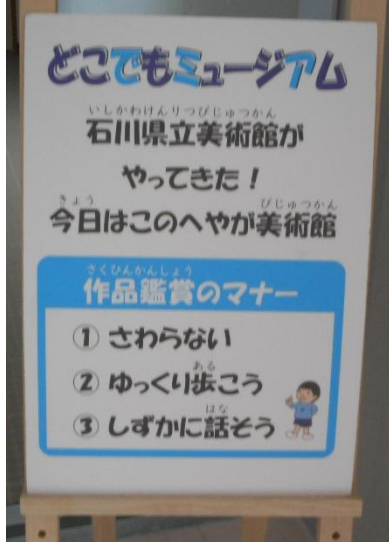 どこでもミュージアム
いしかわけんりつびじゅつかん
石川県立美術館が
やってきた！
きょう びじゅつかん
今日はこのへやが美術館
さくひんかんしょう
作品鑑賞のマナー
① さわらない
ある
② ゆっくり歩こう
はな
③ しずかに話そう